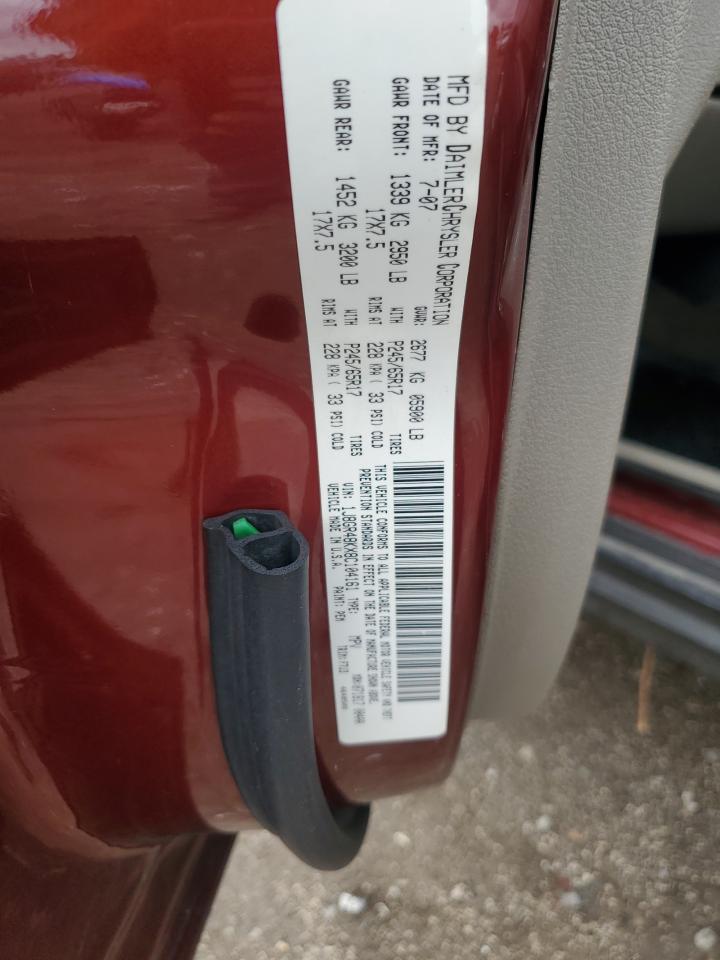 MFD BY DAIMLERCHRYSLER CORPORATION
DATE OF MFR: 7-07 GVWR: 2677 KG 05900 LB
GAWR FRONT: 1339 KG 2950 LB WITH P245/65R17 TIRES
17X7.5 RIMS AT 228 KPA ( 33 PSI) COLD
GAWR REAR: 1452 KG 3200 LB WITH P245/65R17 TIRES
17X7.5 RIMS AT 228 KPA ( 33 PSI) COLD
THIS VEHICLE CONFORMS TO ALL APPLICABLE FEDERAL MOTOR VEHICLE SAFETY
PREVENTION STANDARDS IN EFFECT ON THE DATE OF MANUFACTURE SHOWN ABOVE.
VIN: 1J8GR48KX8C104161 TYPE: MPV
VEHICLE MADE IN U.S.A. PAINT: PEM TRIM: